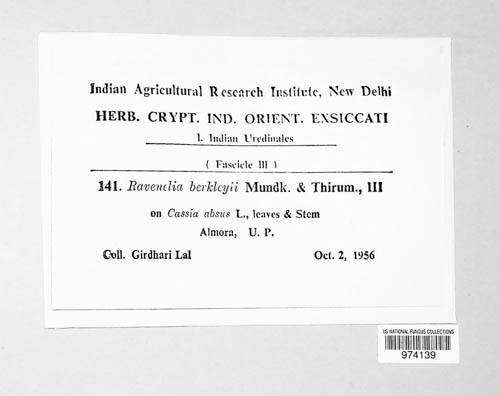 Indian Agricultural Research Institute, New Delhi
HERB. CRYPT. IND. ORIENT. EXSICCATI
1. Indian Uredinales
( Fascicle III )
141. Ravenelia berkleyii Mundk. & Thirum., III
on Cassia absus L., leaves & Stem
Almora, U. P.
Coll. Girdhari Lal Oct. 2, 1956
US NATIONAL FUNGUS COLLECTIONS
974139